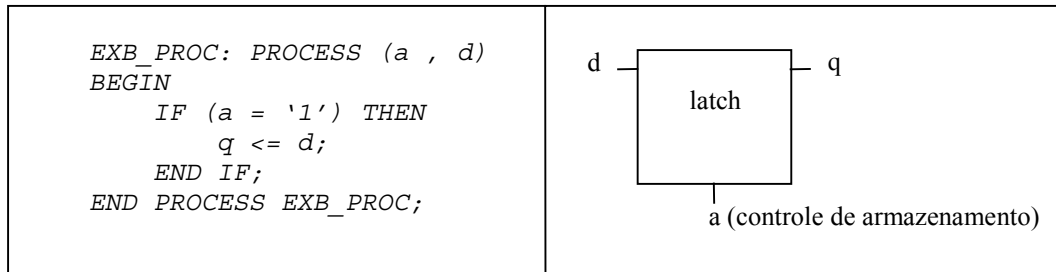 EXB_PROC: PROCESS (a , d)
BEGIN
IF (a = ‘1’) THEN
q <= d;
END IF;
END PROCESS EXB_PROC;
d
q
latch
a (controle de armazenamento)